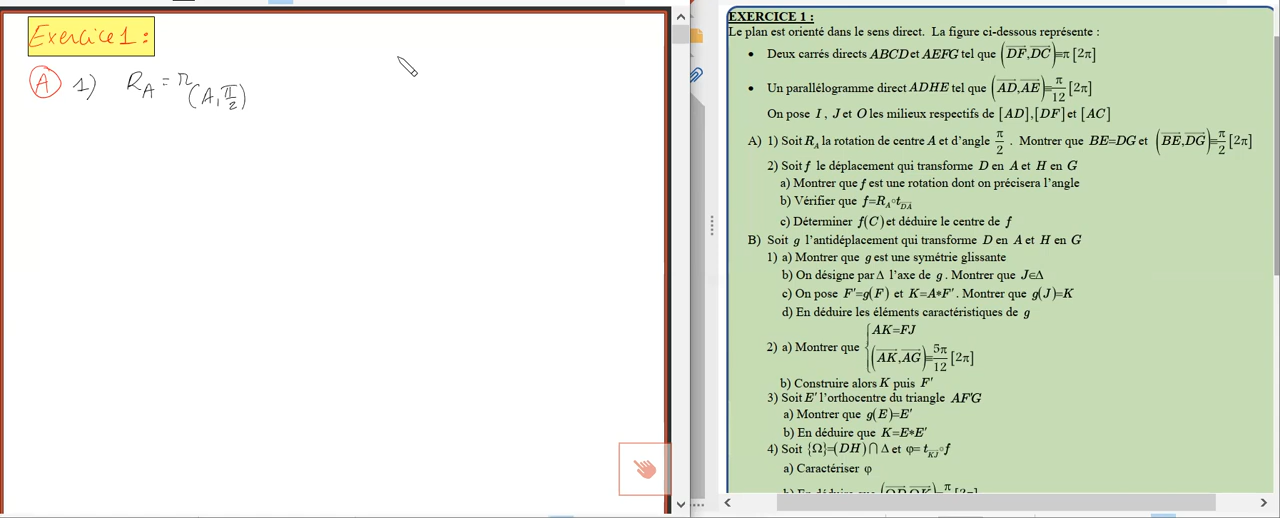 Exercice 1 :
A 1) R_A = r_(A, π/2)
EXERCICE 1 :
Le plan est orienté dans le sens direct. La figure ci-dessous représente :
• Deux carrés directs ABCD et AEFG tel que (DF,DC)≡π[2π]
• Un parallélogramme direct ADHE tel que (AD,AE)≡π/12[2π]
On pose I , J et O les milieux respectifs de [AD],[DF] et [AC]
A) 1) Soit R_A la rotation de centre A et d'angle π/2 . Montrer que BE=DG et (BE,DG)≡π/2[2π]
2) Soit f le déplacement qui transforme D en A et H en G
a) Montrer que f est une rotation dont on précisera l'angle
b) Vérifier que f=R_A∘t_DA
c) Déterminer f(C) et déduire le centre de f
B) Soit g l'antidéplacement qui transforme D en A et H en G
1) a) Montrer que g est une symétrie glissante
b) On désigne par Δ l'axe de g . Montrer que J∈Δ
c) On pose F'=g(F) et K=A*F' . Montrer que g(J)=K
d) En déduire les éléments caractéristiques de g
2) a) Montrer que { AK=FJ
(AK,AG)≡5π/12[2π]
b) Construire alors K puis F'
3) Soit E' l'orthocentre du triangle AF'G
a) Montrer que g(E)=E'
b) En déduire que K=E*E'
4) Soit {Ω}=(DH)∩Δ et φ=t_KJ∘f
a) Caractériser φ